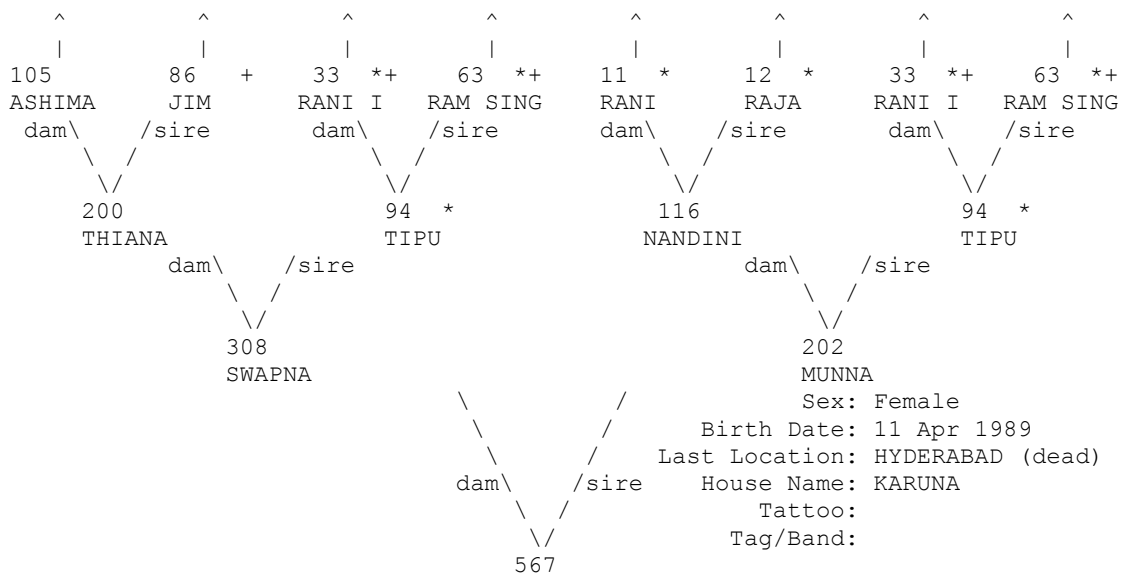 ^ ^ ^ ^ ^ ^ ^ ^
| | | | | | | |
105 86 + 33 *+ 63 *+ 11 * 12 * 33 *+ 63 *+
ASHIMA JIM RANI I RAM SING RANI RAJA RANI I RAM SING
dam\ /sire dam\ /sire dam\ /sire dam\ /sire
\ / \ / \ / \ /
\/ \/ \/ \/
200 94 * 116 94 *
THIANA TIPU NANDINI TIPU
dam\ /sire dam\ /sire
\ / \ /
\/ \/
308 202
SWAPNA MUNNA
\ / Sex: Female
\ / Birth Date: 11 Apr 1989
\ / Last Location: HYDERABAD (dead)
dam\ /sire House Name: KARUNA
\ / Tattoo:
\/ Tag/Band:
567